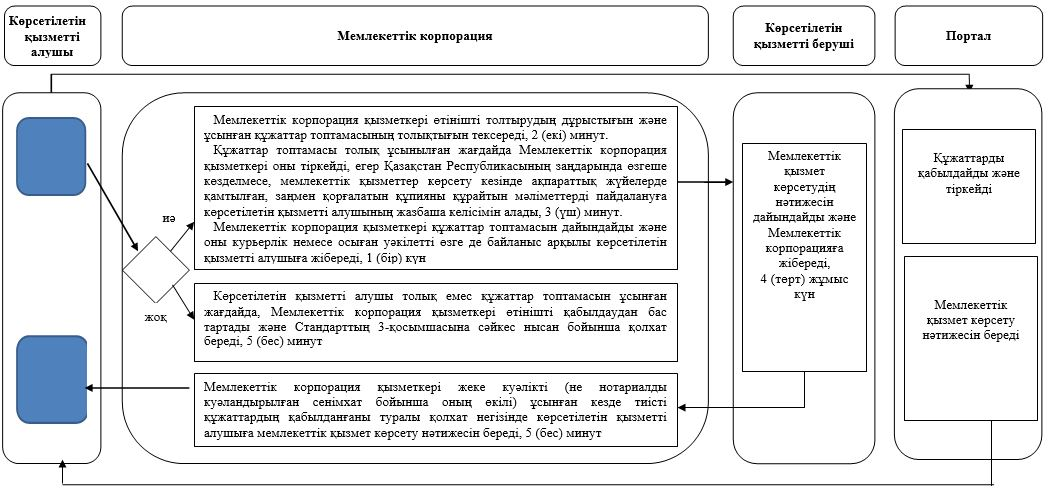 Көрсетілетін
қызметті
алушы
Мемлекеттік корпорация
Көрсетілетін
қызметті беруші
Портал
Мемлекеттік корпорация қызметкері өтінішті толтырудың дұрыстығын және
ұсынған құжаттар топтамасының толықтығын тексереді, 2 (екі) минут.
Құжаттар топтамасы толық ұсынылған жағдайда Мемлекеттік корпорация
қызметкері оны тіркейді, егер Қазақстан Республикасының заңдарында өзгеше
көзделмесе, мемлекеттік қызметтер көрсету кезінде ақпараттық жүйелерде
қамтылған, заңмен қорғалатын құпияны құрайтын мәліметтерді пайдалануға
көрсетілетін қызметті алушының жазбаша келісімін алады, 3 (үш) минут.
Мемлекеттік корпорация қызметкері құжаттар топтамасын дайындайды және
оны курьерлік немесе осыған уәкілетті өзге де байланыс арқылы көрсетілетін
қызметті алушыға жібереді, 1 (бір) күн
иә
жоқ
Көрсетілетін қызметті алушы толық емес құжаттар топтамасын ұсынған
жағдайда, Мемлекеттік корпорация қызметкері өтінішті қабылдаудан бас
тартады және Стандарттың 3-қосымшасына сәйкес нысан бойынша қолхат
береді, 5 (бес) минут
Мемлекеттік корпорация қызметкері жеке куәлікті (не нотариалды
куәландырылған сенімхат бойынша оның өкілі) ұсынған кезде тиісті
құжаттардың қабылданғаны туралы қолхат негізінде көрсетілетін қызметті
алушыға мемлекеттік қызмет көрсету нәтижесін береді, 5 (бес) минут
Мемлекеттік
қызмет
көрсетудің
нәтижесін
дайындайды және
Мемлекеттік
корпорацияға
жібереді,
4 (төрт) жұмыс
күн
Құжаттарды
қабылдайды және
тіркейді
Мемлекеттік
қызмет көрсету
нәтижесін береді